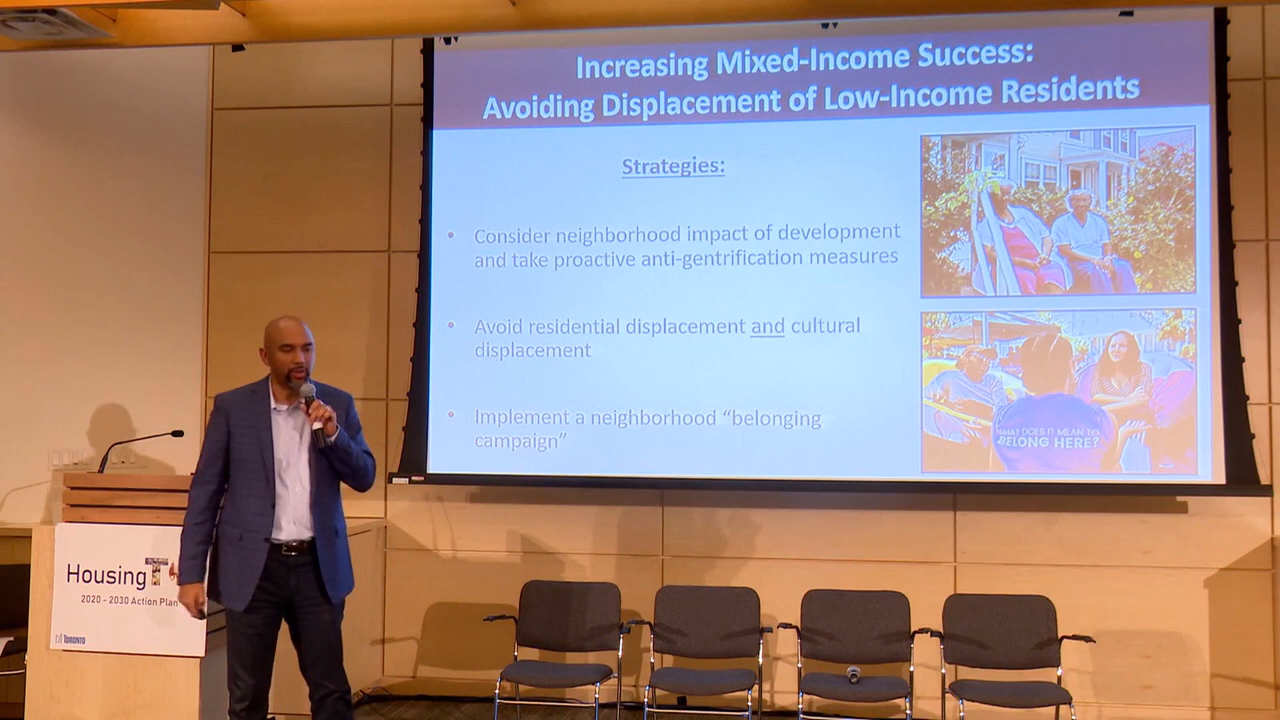 Increasing Mixed-Income Success:
Avoiding Displacement of Low-Income Residents
Strategies:
• Consider neighborhood impact of development
and take proactive anti-gentrification measures
• Avoid residential displacement and cultural
displacement
• Implement a neighborhood “belonging
campaign”
WHAT DOES IT MEAN TO
BELONG HERE?
Housing
2020 - 2030 Action Plan
TORONTO